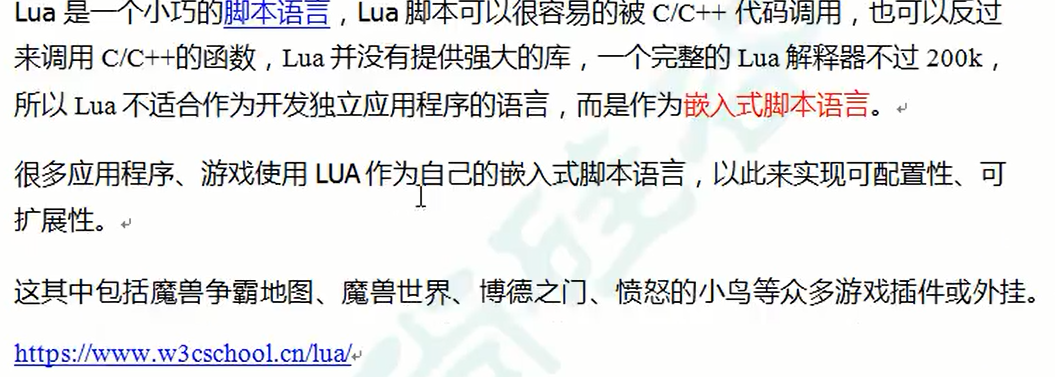 Lua 是一个小巧的脚本语言，Lua 脚本可以很容易的被 C/C++ 代码调用，也可以反过
来调用 C/C++的函数，Lua 并没有提供强大的库，一个完整的 Lua 解释器不过 200k，
所以 Lua 不适合作为开发独立应用程序的语言，而是作为嵌入式脚本语言。
很多应用程序、游戏使用 LUA 作为自己的嵌入式脚本语言，以此来实现可配置性、可
扩展性。
这其中包括魔兽争霸地图、魔兽世界、博德之门、愤怒的小鸟等众多游戏插件或外挂。
https://www.w3cschool.cn/lua/